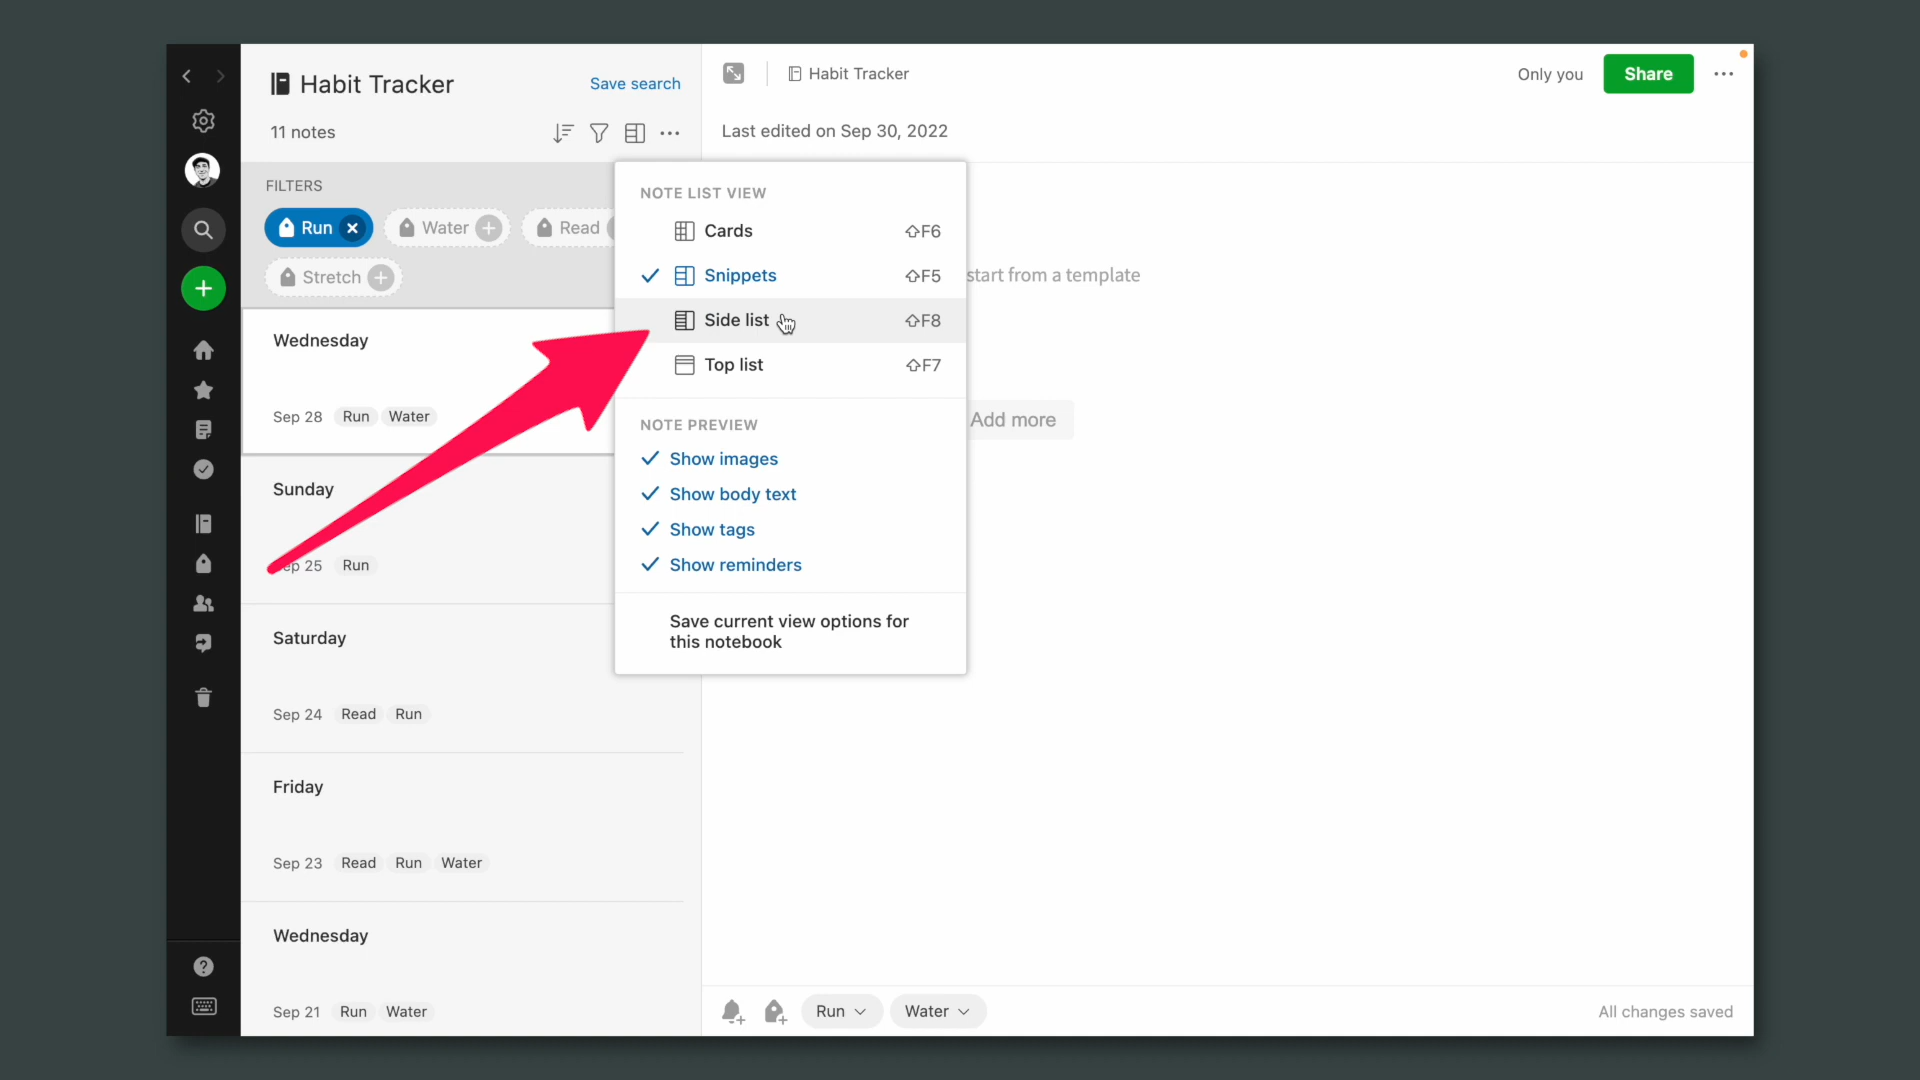 Habit Tracker
Save search
11 notes
FILTERS
Run
Water
Read
Stretch
Wednesday
Sep 28 Run Water
Sunday
ep 25 Run
Saturday
Sep 24 Read Run
Friday
Sep 23 Read Run Water
Wednesday
Sep 21 Run Water
NOTE LIST VIEW
Cards ⇧F6
Snippets ⇧F5
Side list ⇧F8
Top list ⇧F7
NOTE PREVIEW
Show images
Show body text
Show tags
Show reminders
Save current view options for
this notebook
Habit Tracker
Only you
Share
Last edited on Sep 30, 2022
start from a template
Add more
Run
Water
All changes saved